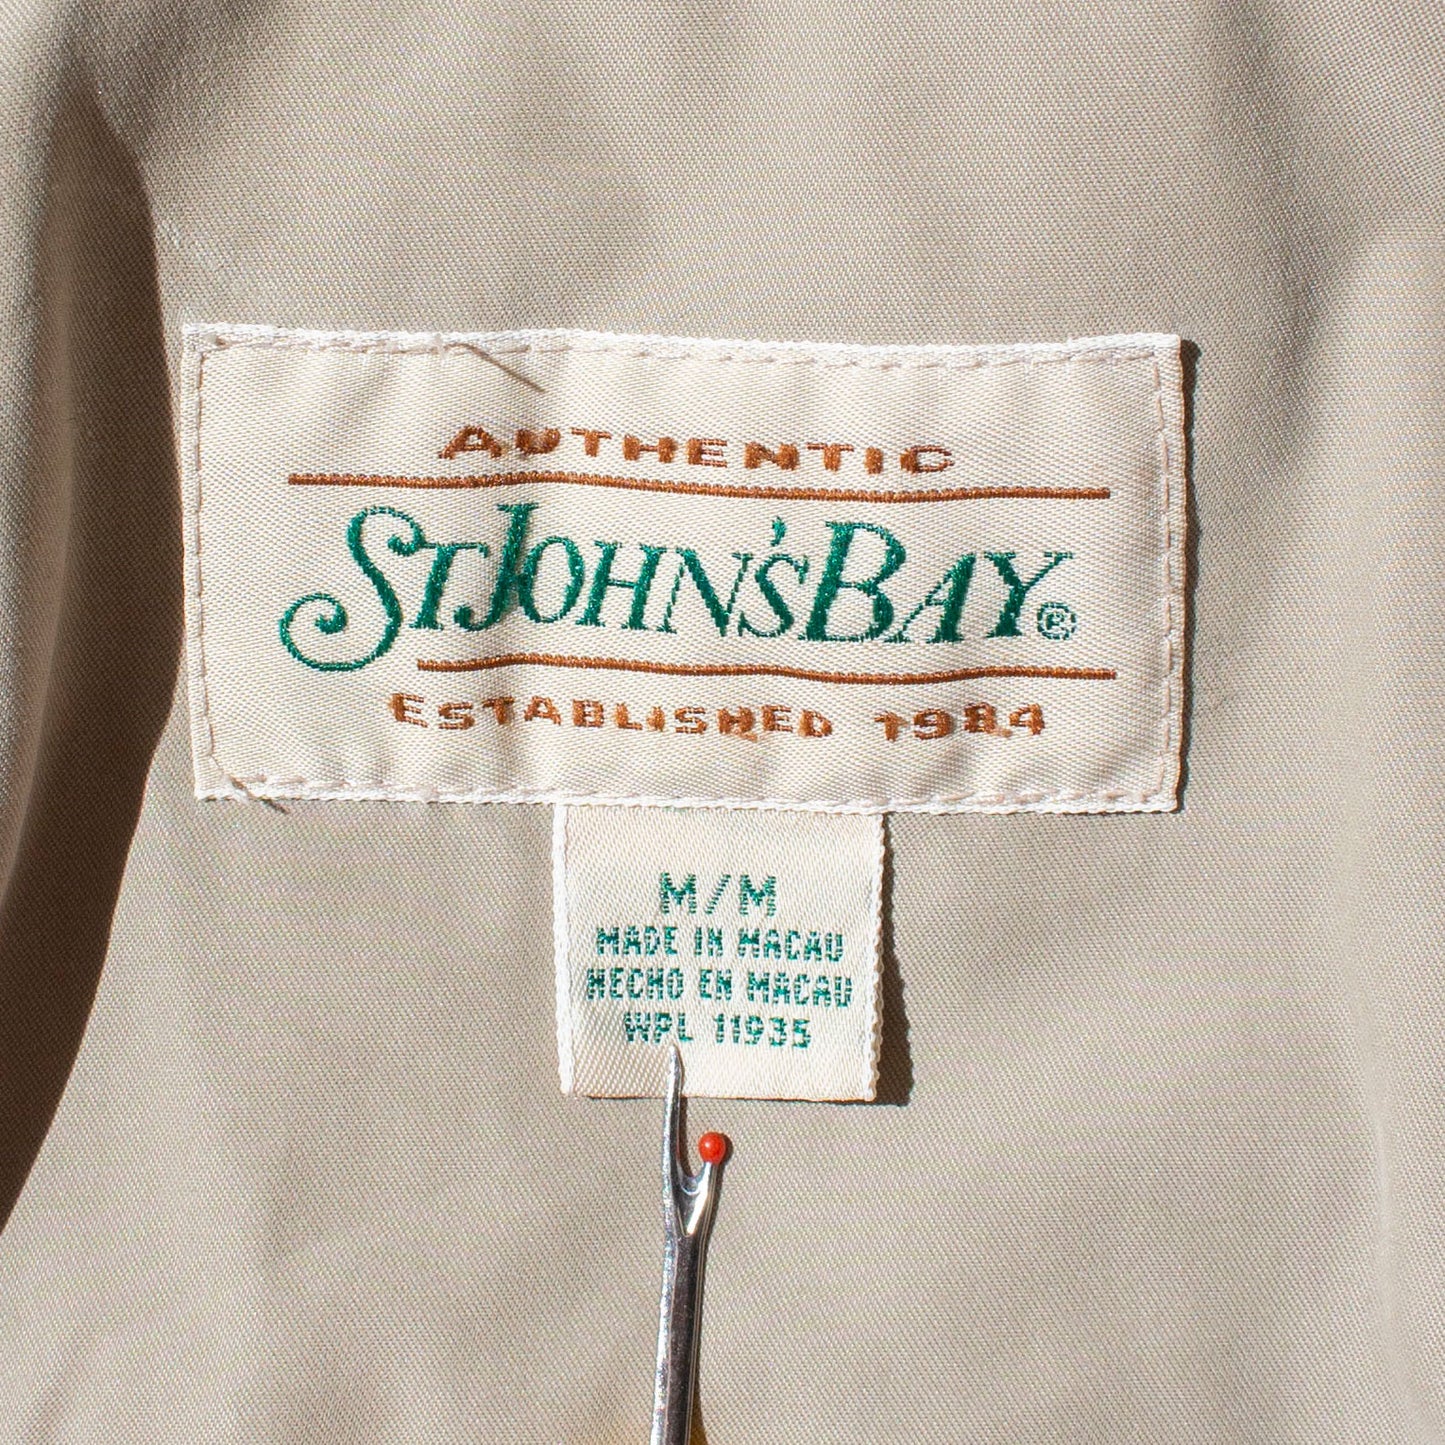 AUTHENTIC
ST JOHN'S BAY®
ESTABLISHED 1984
M/M
MADE IN MACAU
HECHO EN MACAU
WPL 11935